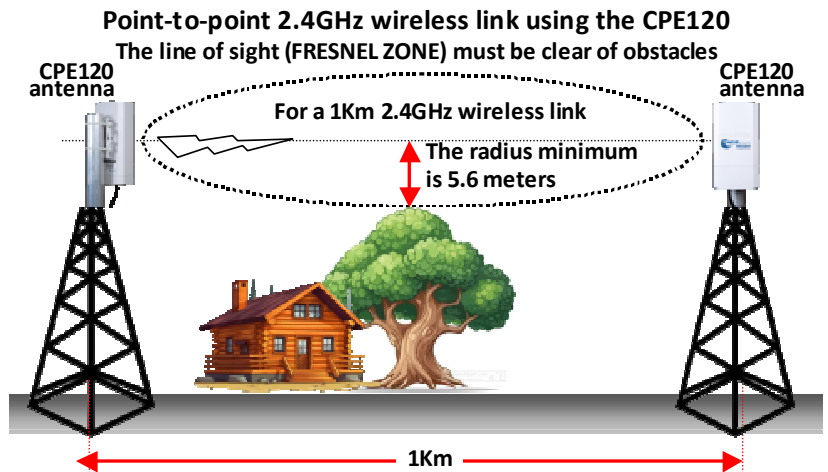 Point-to-point 2.4GHz wireless link using the CPE120
The line of sight (FRESNEL ZONE) must be clear of obstacles
CPE120
antenna
CPE120
antenna
For a 1Km 2.4GHz wireless link
The radius minimum
is 5.6 meters
1Km